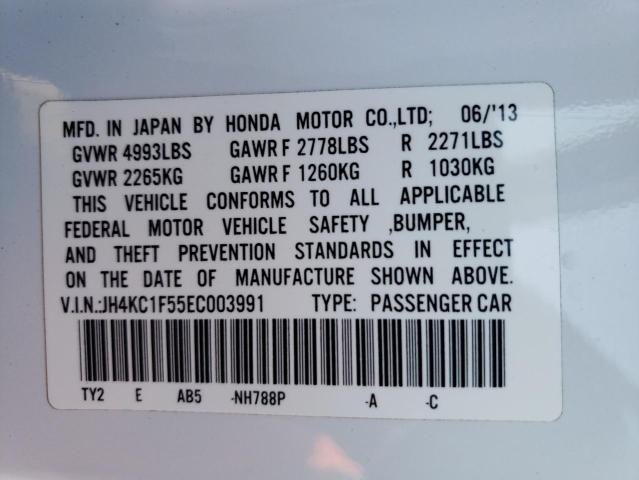 MFD. IN JAPAN BY HONDA MOTOR CO.,LTD; 06/'13
GVWR 4993LBS GAWR F 2778LBS R 2271LBS
GVWR 2265KG GAWR F 1260KG R 1030KG
THIS VEHICLE CONFORMS TO ALL APPLICABLE
FEDERAL MOTOR VEHICLE SAFETY ,BUMPER,
AND THEFT PREVENTION STANDARDS IN EFFECT
ON THE DATE OF MANUFACTURE SHOWN ABOVE.
V.I.N.:JH4KC1F55EC003991 TYPE: PASSENGER CAR
TY2 E AB5 -NH788P -A -C